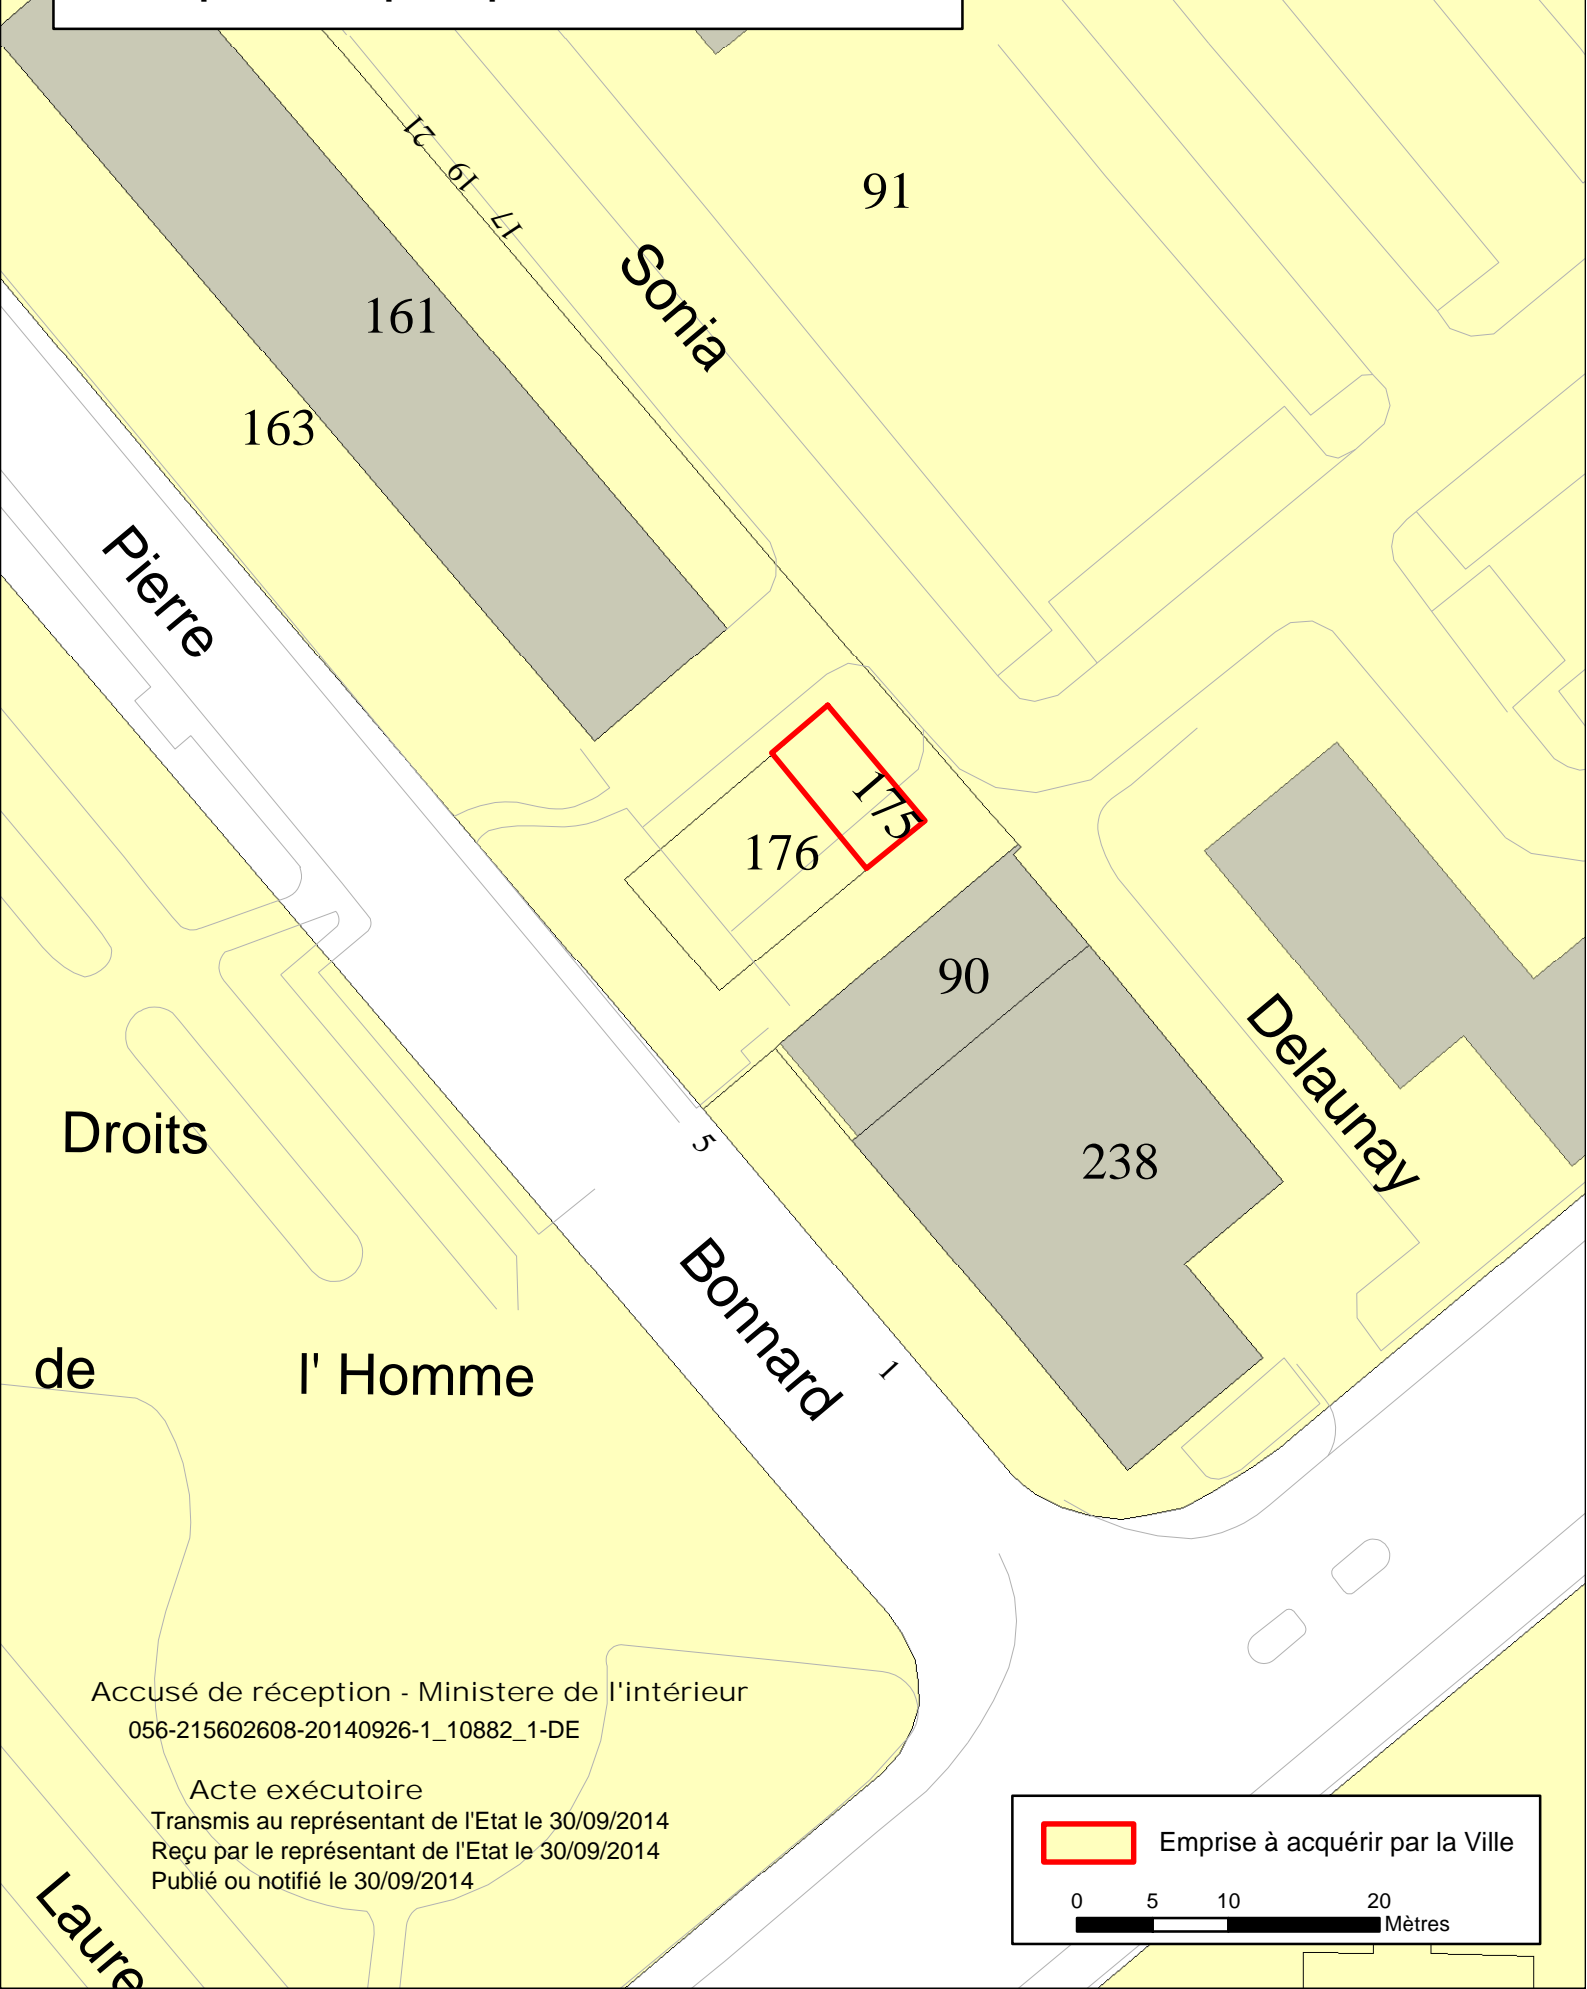 21
19
17
91
Sonia
161
163
Pierre
175
176
90
Delaunay
Droits
5
238
Bonnard
1
de l' Homme
Accusé de réception - Ministere de l'intérieur
056-215602608-20140926-1_10882_1-DE
Acte exécutoire
Transmis au représentant de l'Etat le 30/09/2014
Reçu par le représentant de l'Etat le 30/09/2014
Publié ou notifié le 30/09/2014
Laure
Emprise à acquérir par la Ville
0 5 10 20
Mètres